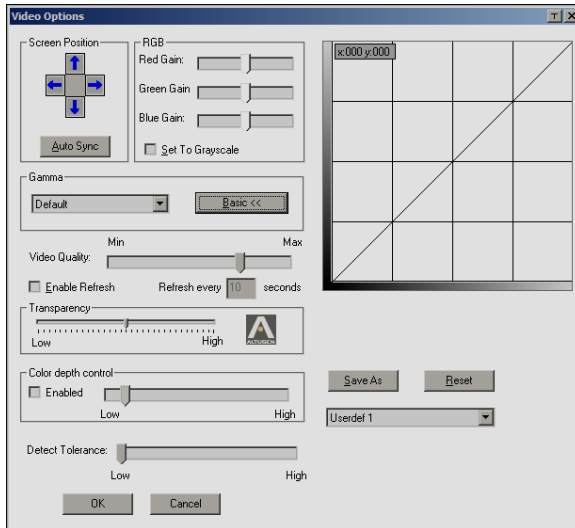 Video Options
Screen Position
Auto Sync
RGB
Red Gain:
Green Gain
Blue Gain:
Set To Grayscale
Gamma
Default
Basic <<
Min Max
Video Quality:
Enable Refresh Refresh every 10 seconds
Transparency
Low High
ALTUSEN
Color depth control
Enabled
Low High
Detect Tolerance:
Low High
OK Cancel
x:000 y:000
Save As Reset
Userdef 1